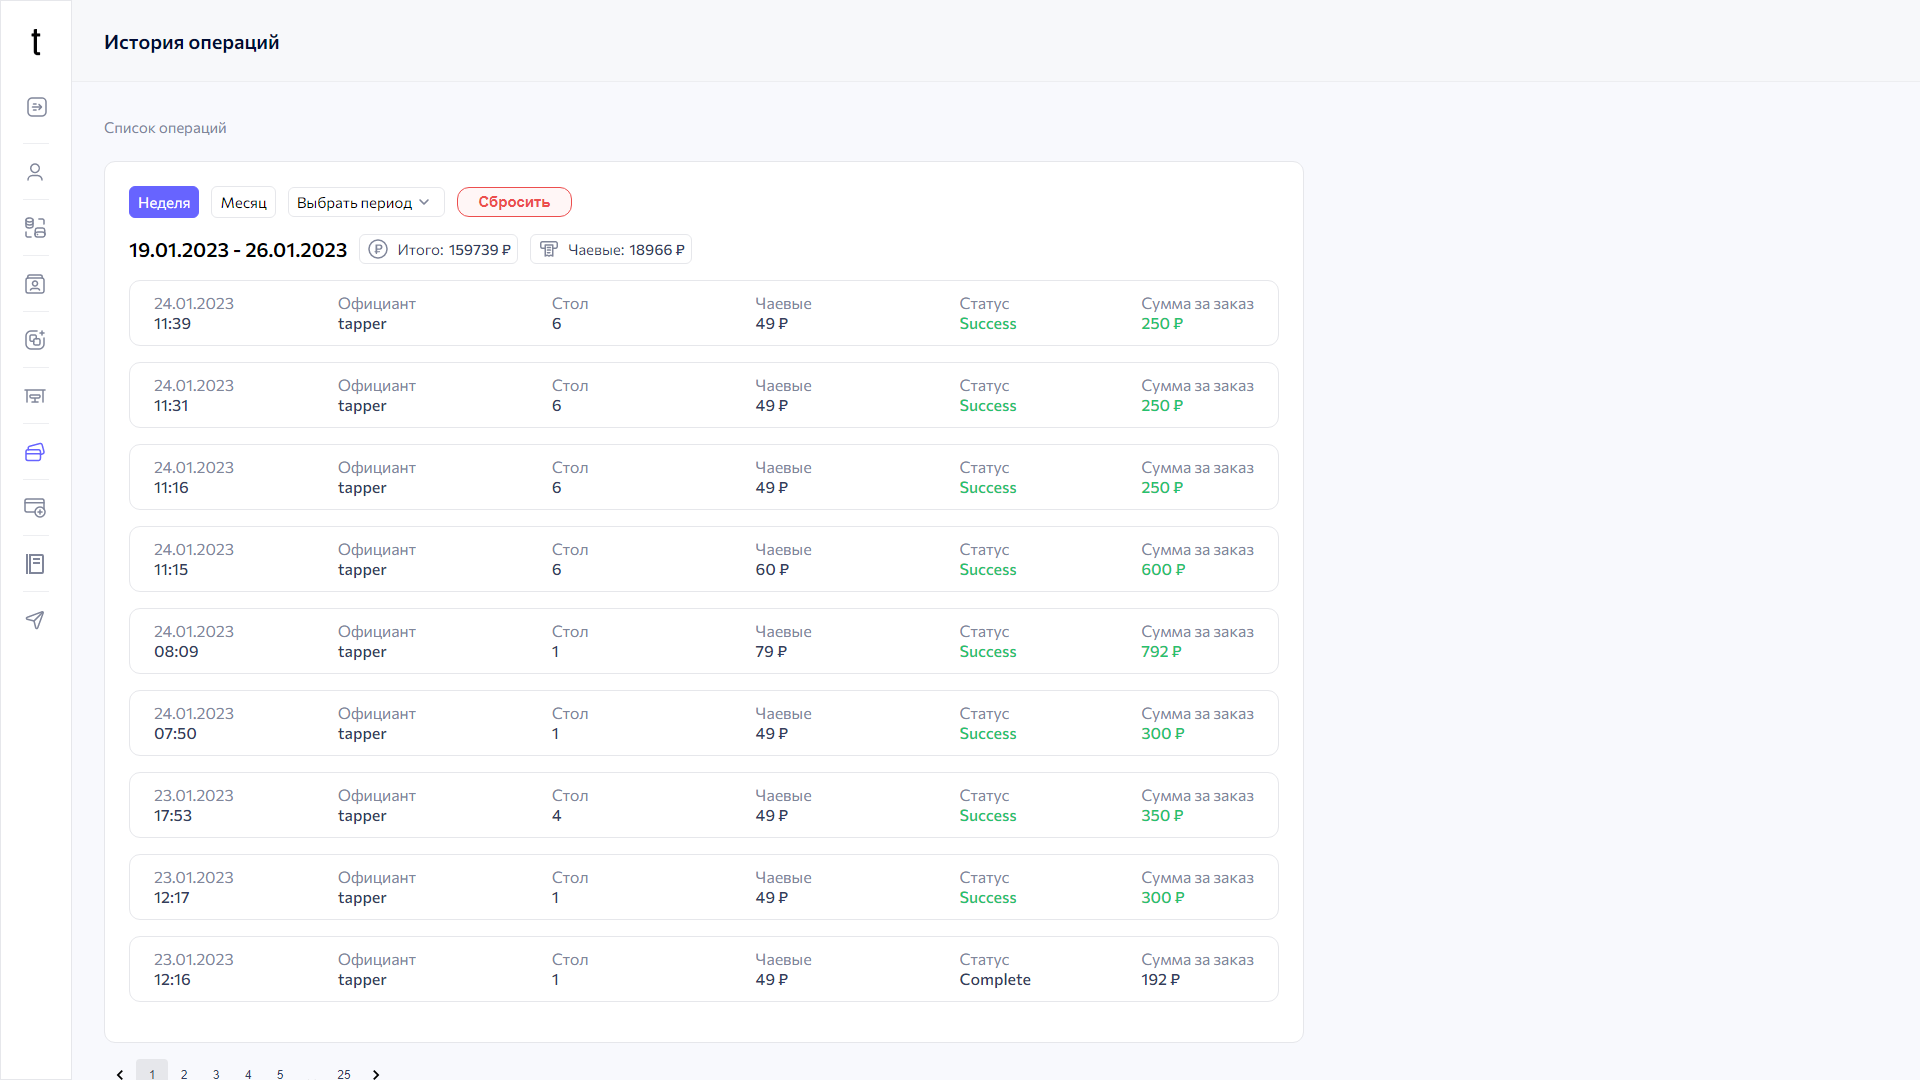 t
История операций
Список операций
Неделя Месяц Выбрать период Сбросить
19.01.2023 - 26.01.2023 Итого: 159739 ₽ Чаевые: 18966 ₽
24.01.2023 Официант Стол Чаевые Статус Сумма за заказ
11:39 tapper 6 49 ₽ Success 250 ₽
24.01.2023 Официант Стол Чаевые Статус Сумма за заказ
11:31 tapper 6 49 ₽ Success 250 ₽
24.01.2023 Официант Стол Чаевые Статус Сумма за заказ
11:16 tapper 6 49 ₽ Success 250 ₽
24.01.2023 Официант Стол Чаевые Статус Сумма за заказ
11:15 tapper 6 60 ₽ Success 600 ₽
24.01.2023 Официант Стол Чаевые Статус Сумма за заказ
08:09 tapper 1 79 ₽ Success 792 ₽
24.01.2023 Официант Стол Чаевые Статус Сумма за заказ
07:50 tapper 1 49 ₽ Success 300 ₽
23.01.2023 Официант Стол Чаевые Статус Сумма за заказ
17:53 tapper 4 49 ₽ Success 350 ₽
23.01.2023 Официант Стол Чаевые Статус Сумма за заказ
12:17 tapper 1 49 ₽ Success 300 ₽
23.01.2023 Официант Стол Чаевые Статус Сумма за заказ
12:16 tapper 1 49 ₽ Complete 192 ₽
1 2 3 4 5 25